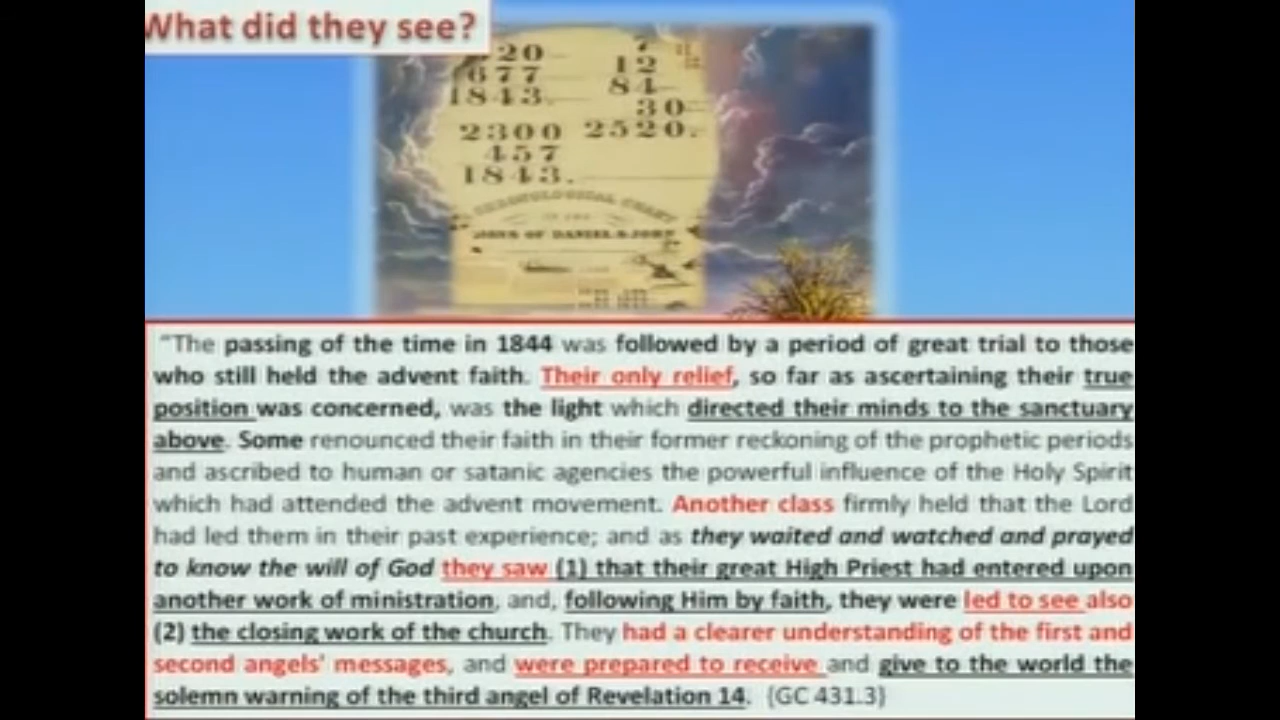 What did they see?
20 7
677 12
1843. 84
30
2300 2520.
457
1843.
CHRONOLOGICAL CHART
OF THE
IONS OF DANIEL & JOHN
"The passing of the time in 1844 was followed by a period of great trial to those
who still held the advent faith. Their only relief, so far as ascertaining their true
position was concerned, was the light which directed their minds to the sanctuary
above. Some renounced their faith in their former reckoning of the prophetic periods
and ascribed to human or satanic agencies the powerful influence of the Holy Spirit
which had attended the advent movement. Another class firmly held that the Lord
had led them in their past experience; and as they waited and watched and prayed
to know the will of God they saw (1) that their great High Priest had entered upon
another work of ministration, and, following Him by faith, they were led to see also
(2) the closing work of the church. They had a clearer understanding of the first and
second angels' messages, and were prepared to receive and give to the world the
solemn warning of the third angel of Revelation 14. {GC 431.3}